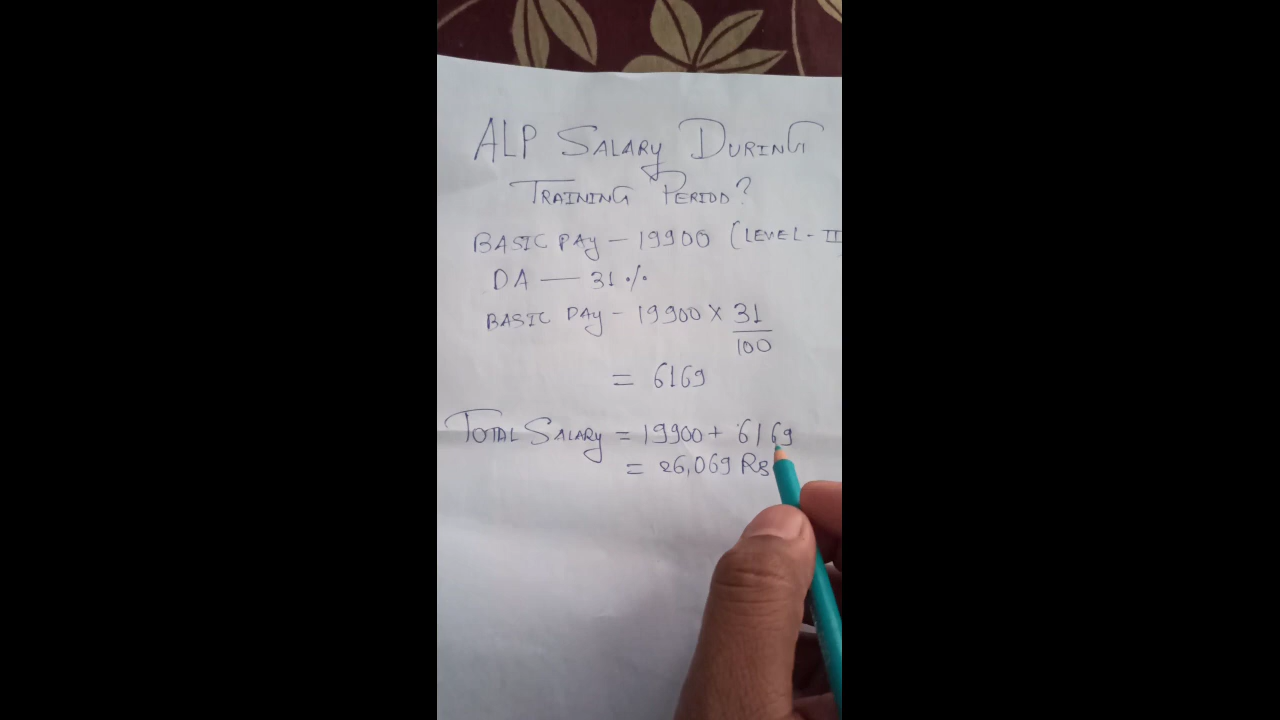 ALP SALARY DURING
TRAINING PERIOD?
BASIC PAY - 19900 (LEVEL-II
DA — 31%
BASIC PAY - 19900 × 31/100
= 6169
TOTAL SALARY = 19900 + 6169
= 26,069 Rs